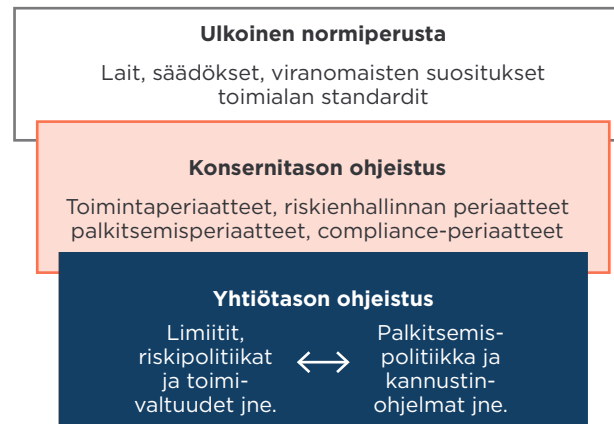 Ulkoinen normiperusta
Lait, säädökset, viranomaisten suositukset
toimialan standardit
Konsernitason ohjeistus
Toimintaperiaatteet, riskienhallinnan periaatteet
palkitsemisperiaatteet, compliance-periaatteet
Yhtiötason ohjeistus
Limiitit,
riskipolitiikat
ja toimi-
valtuudet jne.
Palkitsemis-
politiikka ja
kannustin-
ohjelmat jne.